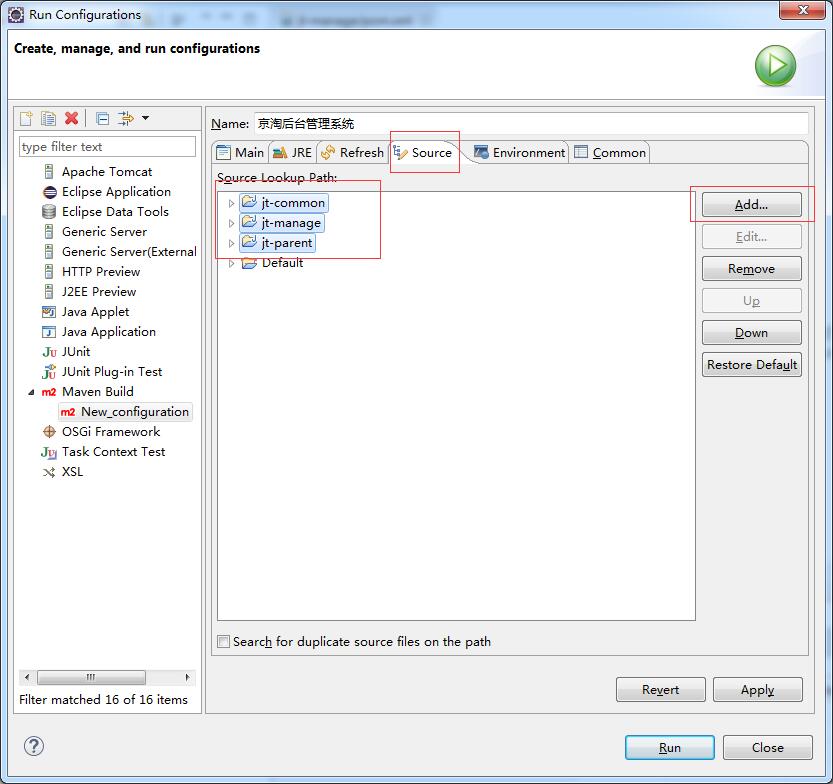 Run Configurations
Create, manage, and run configurations
type filter text
Apache Tomcat
Eclipse Application
Eclipse Data Tools
Generic Server
Generic Server(External
HTTP Preview
J2EE Preview
Java Applet
Java Application
JUnit
JUnit Plug-in Test
Maven Build
New_configuration
OSGi Framework
Task Context Test
XSL
Filter matched 16 of 16 items
Name: 京淘后台管理系统
Main JRE Refresh Source Environment Common
Source Lookup Path:
jt-common
jt-manage
jt-parent
Default
Add...
Edit...
Remove
Up
Down
Restore Default
Search for duplicate source files on the path
Revert Apply
Run Close